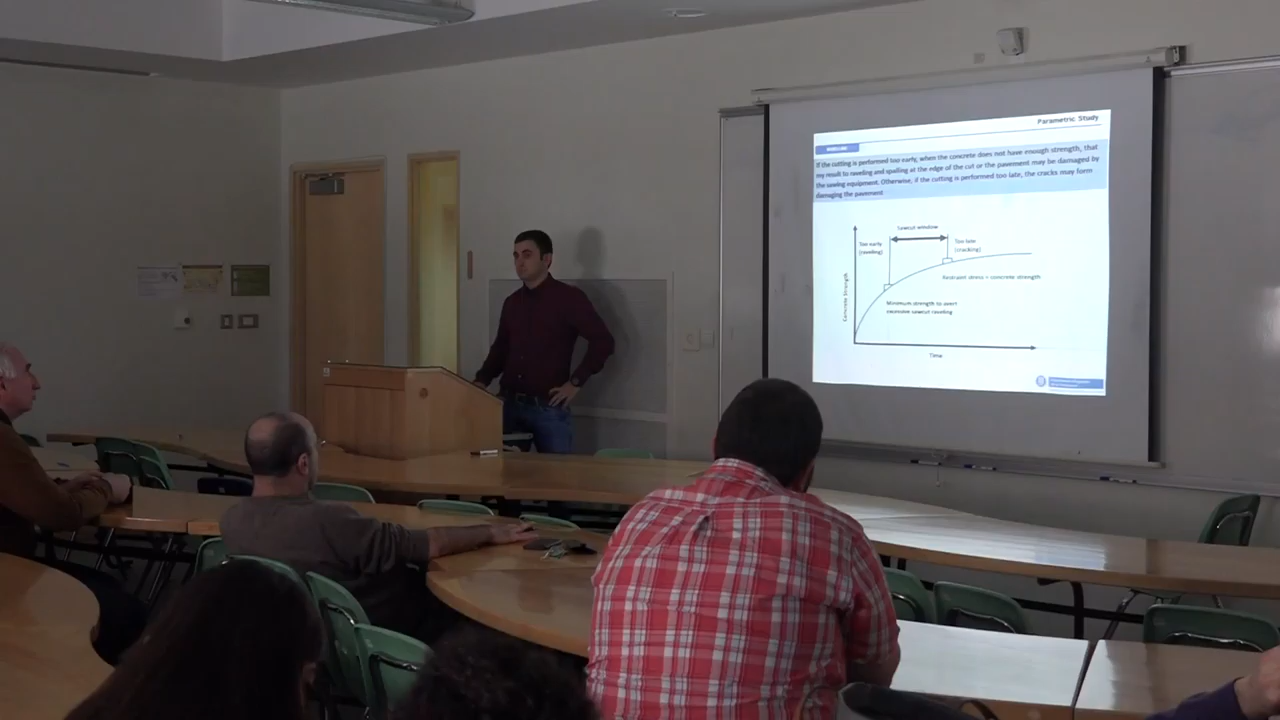 Parametric Study
If the cutting is performed too early, when the concrete does not have enough strength, that
my result to raveling and spalling at the edge of the cut or the pavement may be damaged by
the sawing equipment. Otherwise, if the cutting is performed too late, the cracks may form
damaging the pavement
Sawcut window
Too early
(raveling)
Too late
(cracking)
Restraint stress = concrete strength
Minimum strength to avert
excessive sawcut raveling
Concrete Strength
Time